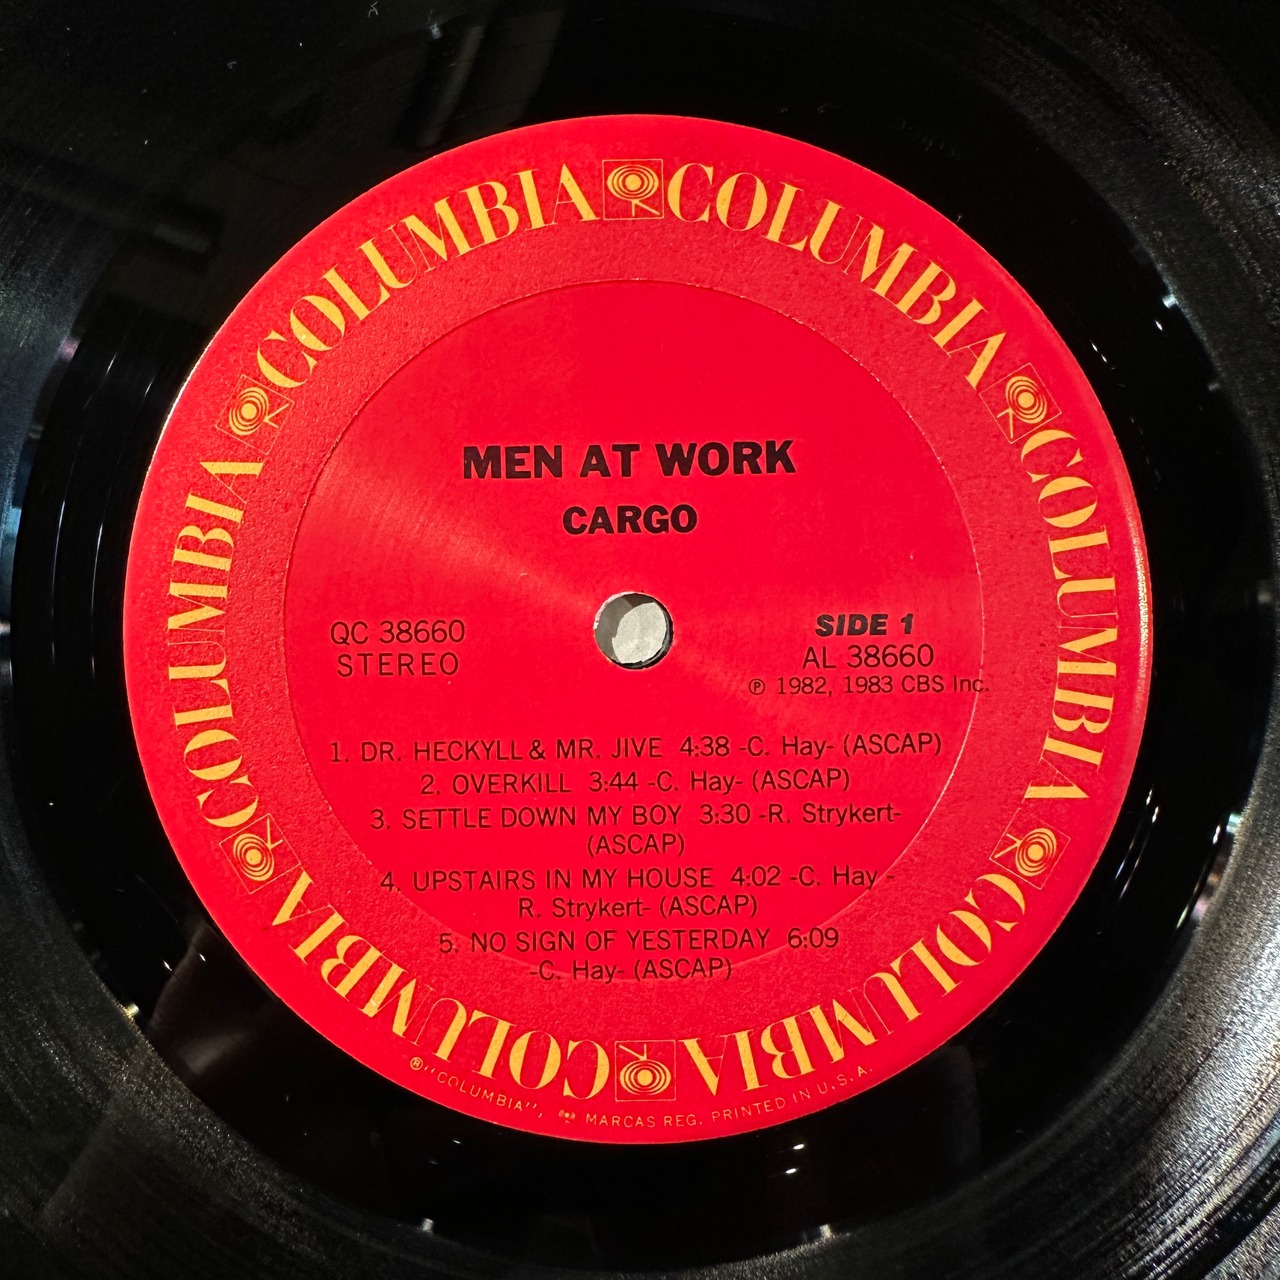 COLUMBIA COLUMBIA COLUMBIA COLUMBIA COLUMBIA COLUMBIA
MEN AT WORK
CARGO
QC 38660
STEREO
SIDE 1
AL 38660
℗ 1982, 1983 CBS Inc.
1. DR. HECKYLL & MR. JIVE 4:38 -C. Hay- (ASCAP)
2. OVERKILL 3:44 -C. Hay- (ASCAP)
3. SETTLE DOWN MY BOY 3:30 -R. Strykert-
(ASCAP)
4. UPSTAIRS IN MY HOUSE 4:02 -C. Hay -
R. Strykert- (ASCAP)
5. NO SIGN OF YESTERDAY 6:09
-C. Hay- (ASCAP)
®"COLUMBIA", MARCAS REG. PRINTED IN U.S.A.